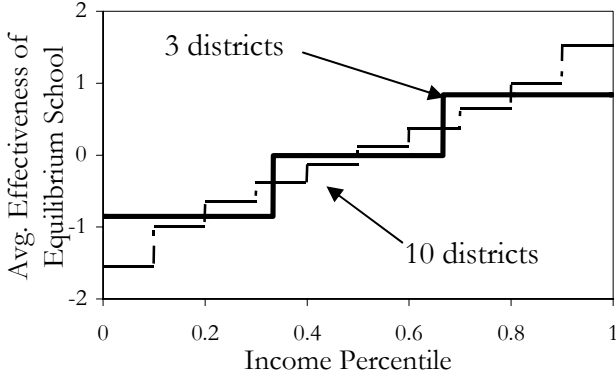 Avg. Effectiveness of
Equilibrium School
2
1
0
-1
-2
3 districts
10 districts
0
0.2
0.4
0.6
0.8
1
Income Percentile